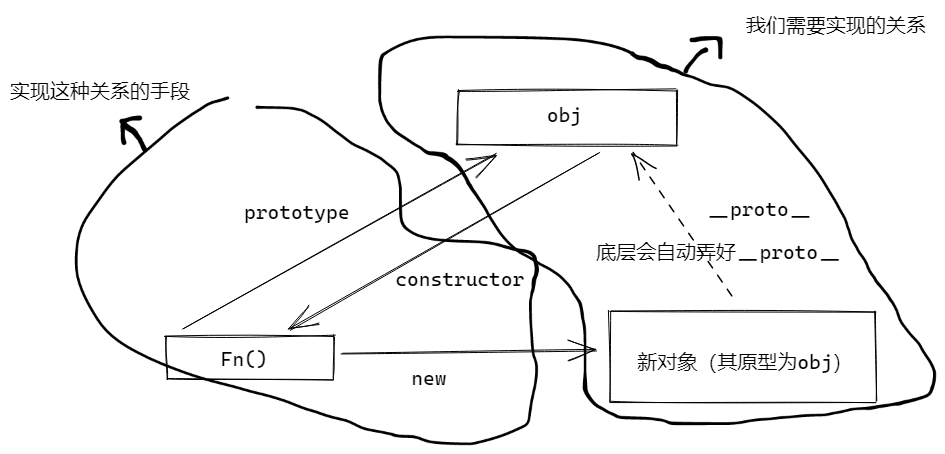 我们需要实现的关系
实现这种关系的手段
obj
prototype
__proto__
底层会自动弄好__proto__
constructor
Fn()
new
新对象（其原型为obj）